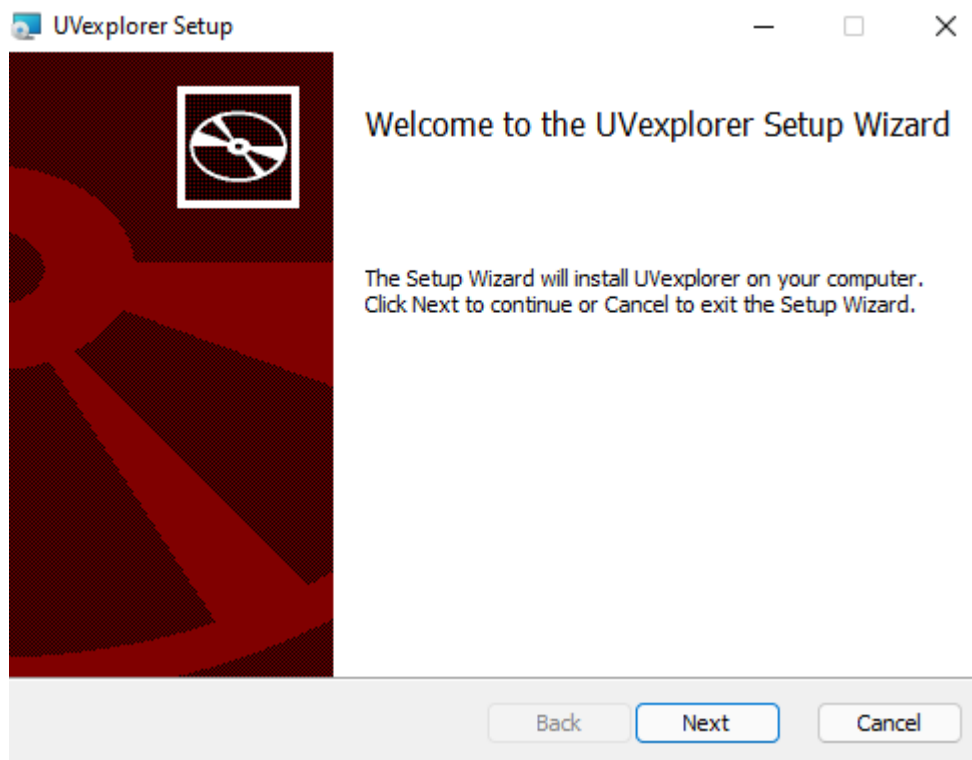 UVexplorer Setup
Welcome to the UVexplorer Setup Wizard
The Setup Wizard will install UVexplorer on your computer.
Click Next to continue or Cancel to exit the Setup Wizard.
Back
Next
Cancel